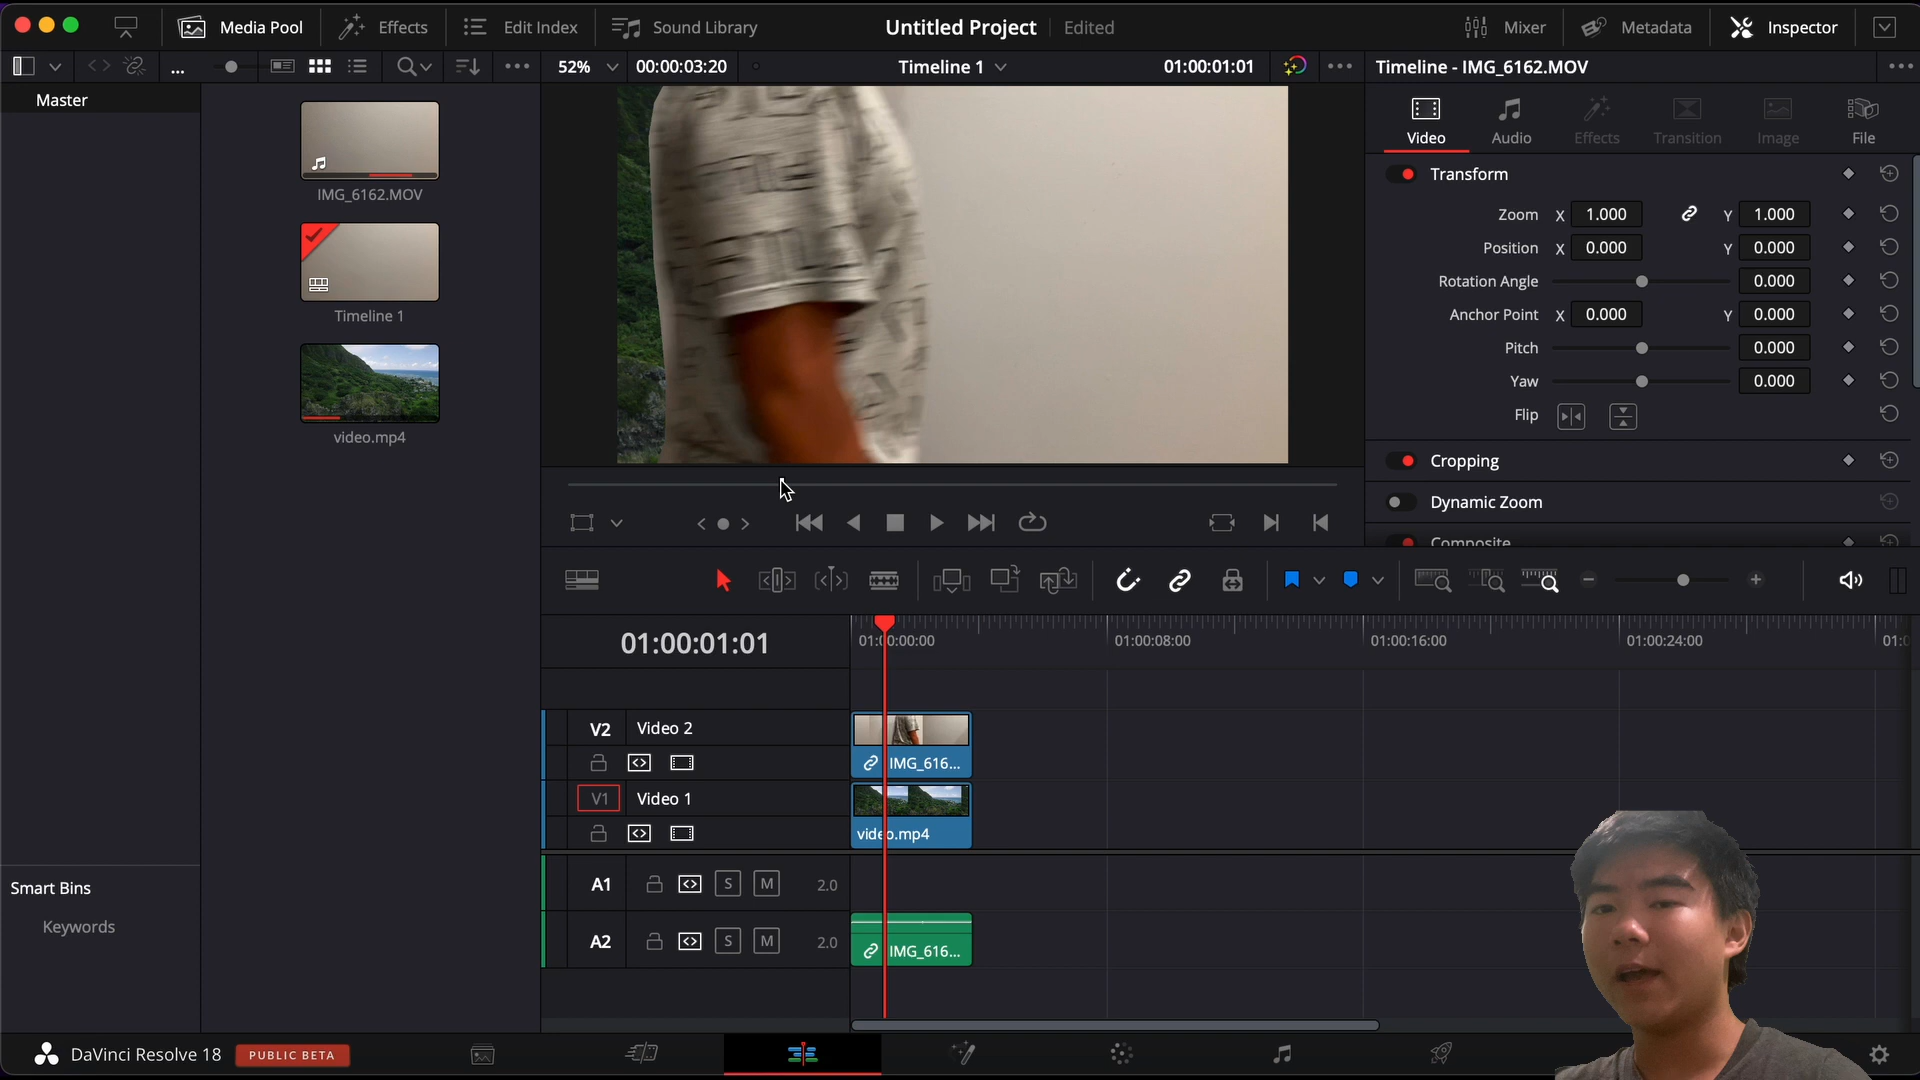 Media Pool
Effects
Edit Index
Sound Library
Untitled Project
Edited
Mixer
Metadata
Inspector
52%
00:00:03:20
Timeline 1
01:00:01:01
Timeline - IMG_6162.MOV
Master
IMG_6162.MOV
Timeline 1
video.mp4
Video
Audio
Effects
Transition
Image
File
Transform
Zoom X 1.000 Y 1.000
Position X 0.000 Y 0.000
Rotation Angle 0.000
Anchor Point X 0.000 Y 0.000
Pitch 0.000
Yaw 0.000
Flip
Cropping
Dynamic Zoom
Composite
01:00:01:01
01:00:00:00
01:00:08:00
01:00:16:00
01:00:24:00
01:0
V2 Video 2
IMG_616...
V1 Video 1
video.mp4
A1 S M 2.0
A2 S M 2.0
IMG_616...
Smart Bins
Keywords
DaVinci Resolve 18 PUBLIC BETA